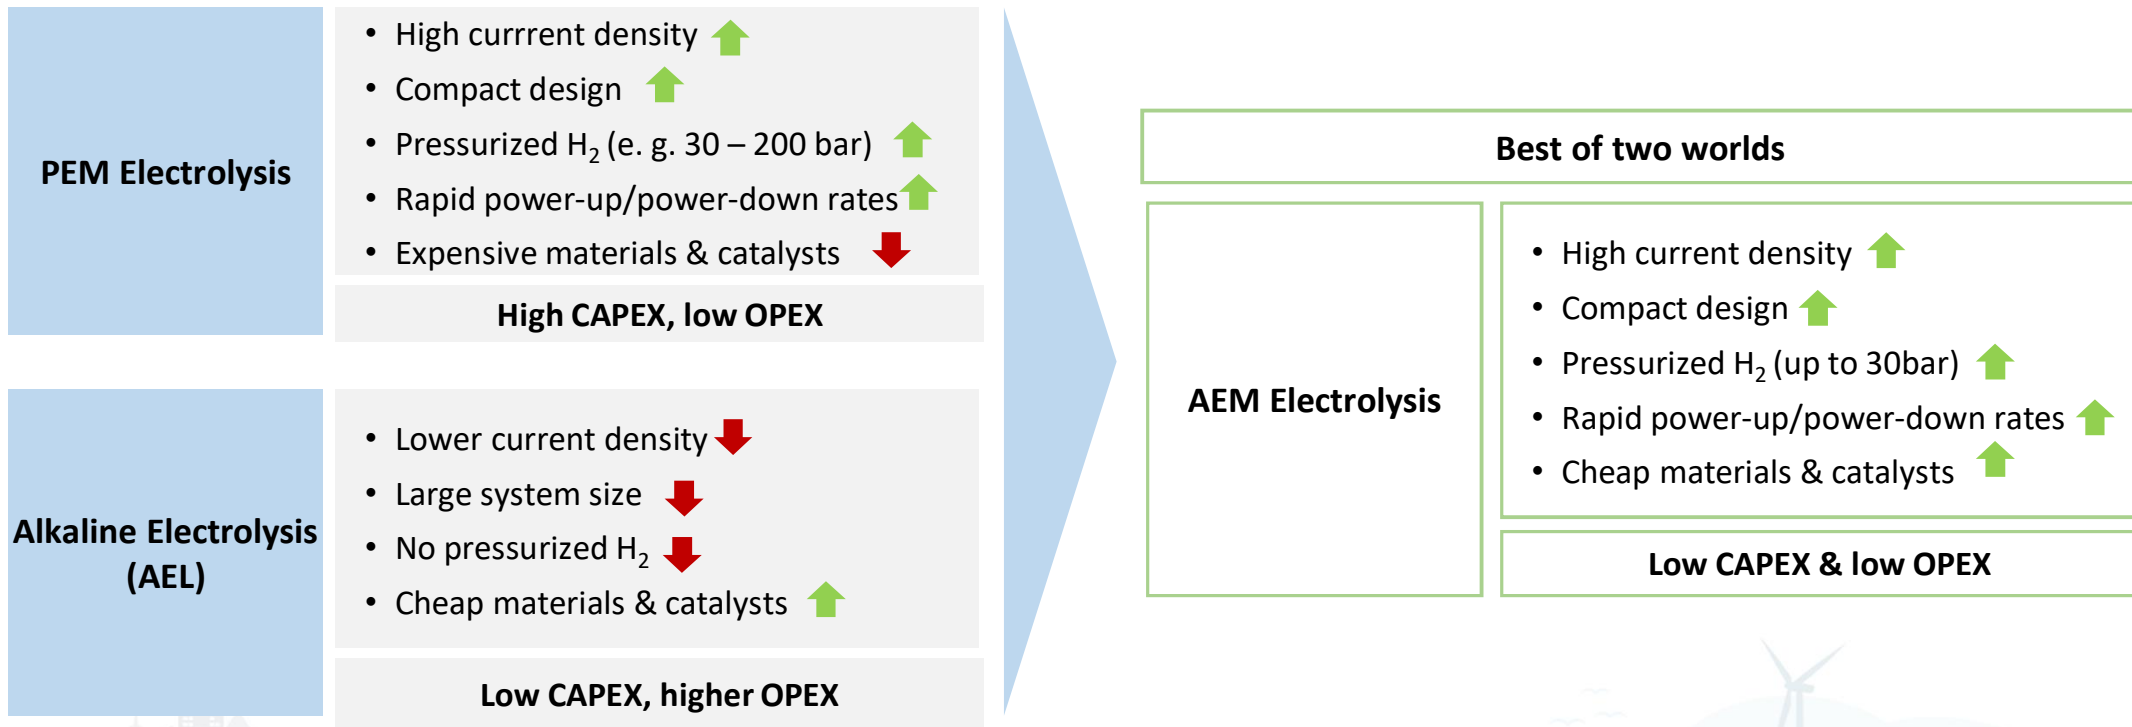 PEM Electrolysis
• High currrent density
• Compact design
• Pressurized H₂ (e. g. 30 – 200 bar)
• Rapid power-up/power-down rates
• Expensive materials & catalysts
High CAPEX, low OPEX
Alkaline Electrolysis
(AEL)
• Lower current density
• Large system size
• No pressurized H₂
• Cheap materials & catalysts
Low CAPEX, higher OPEX
Best of two worlds
AEM Electrolysis
• High current density
• Compact design
• Pressurized H₂ (up to 30bar)
• Rapid power-up/power-down rates
• Cheap materials & catalysts
Low CAPEX & low OPEX